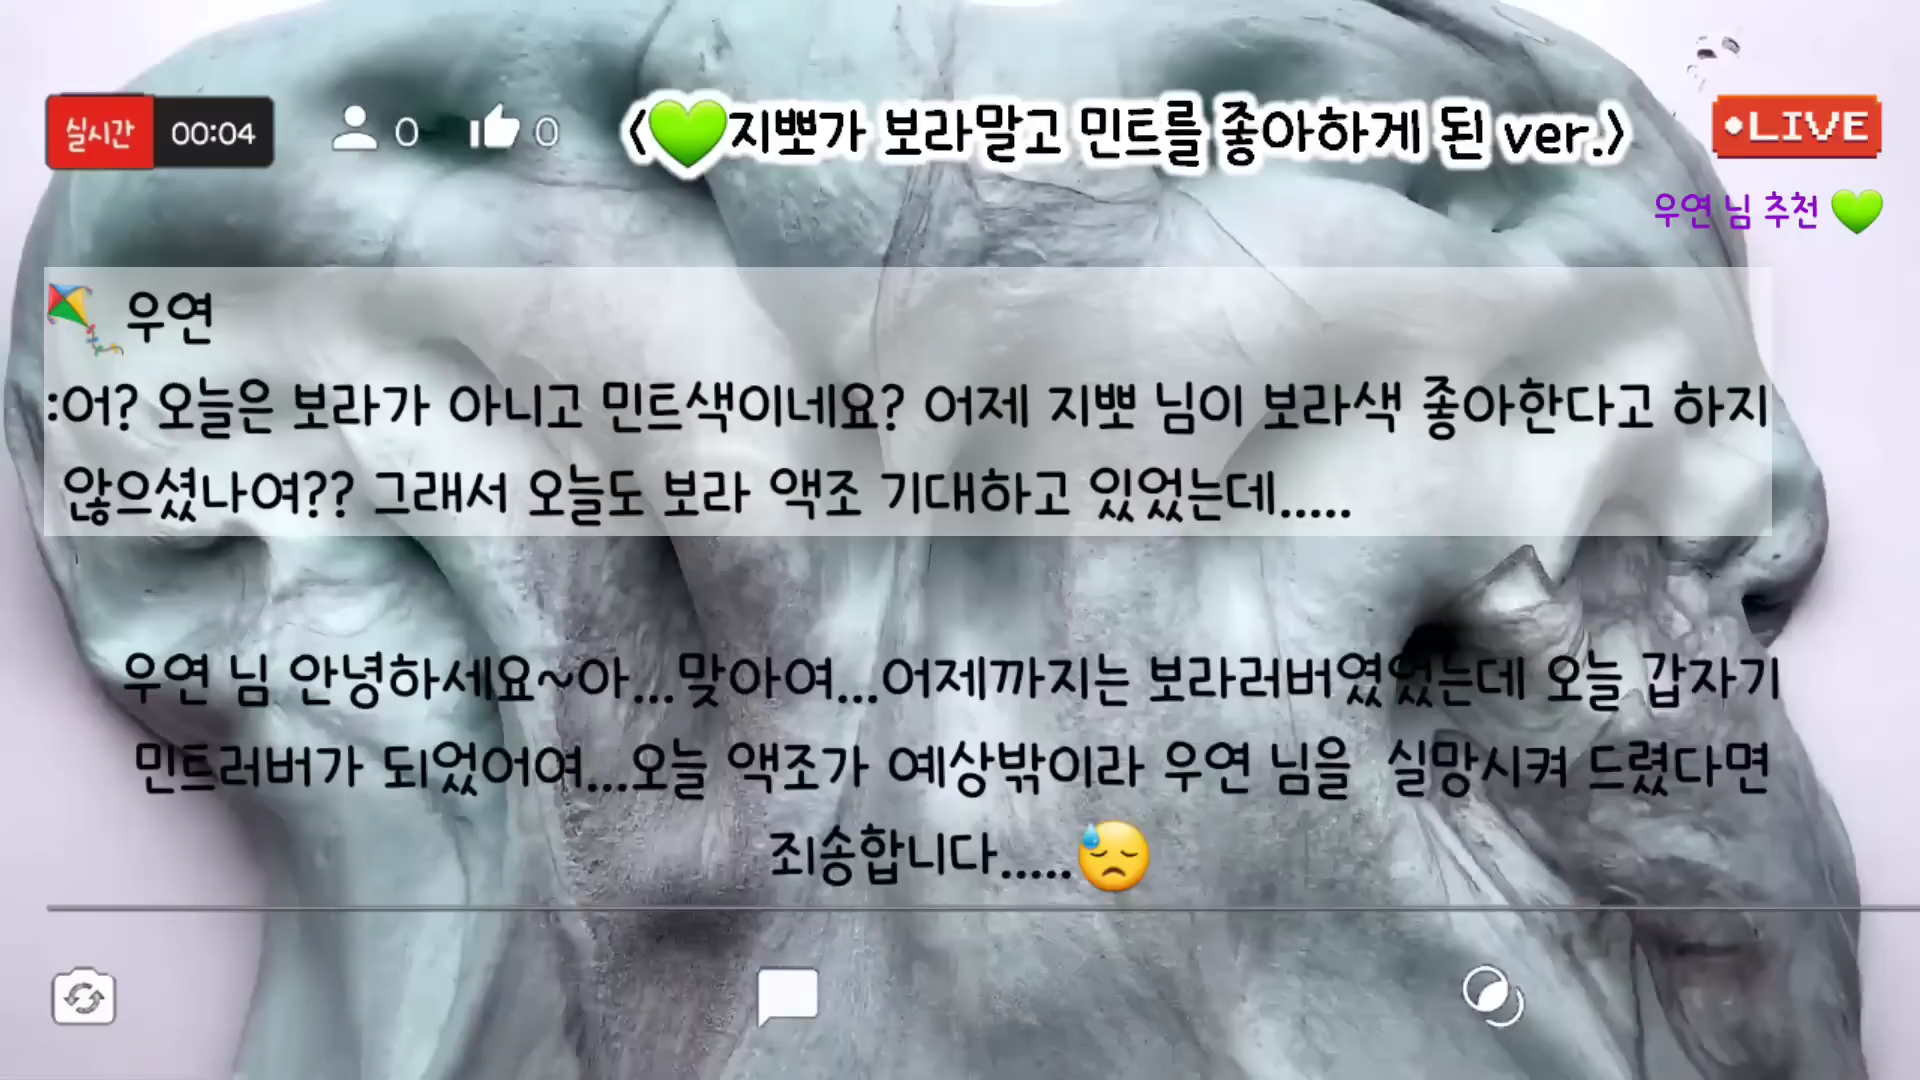 실시간 00:04 0 0 〈💚지뽀가 보라말고 민트를 좋아하게 된 ver.〉 •LIVE
우연 님 추천 💚
🪁우연
:어? 오늘은 보라가 아니고 민트색이네요? 어제 지뽀 님이 보라색 좋아한다고 하지
않으셨나여?? 그래서 오늘도 보라 액조 기대하고 있었는데.....
우연 님 안녕하세요~아...맞아여...어제까지는 보라러버였었는데 오늘 갑자기
민트러버가 되었어여...오늘 액조가 예상밖이라 우연 님을 실망시켜 드렸다면
죄송합니다.....😓